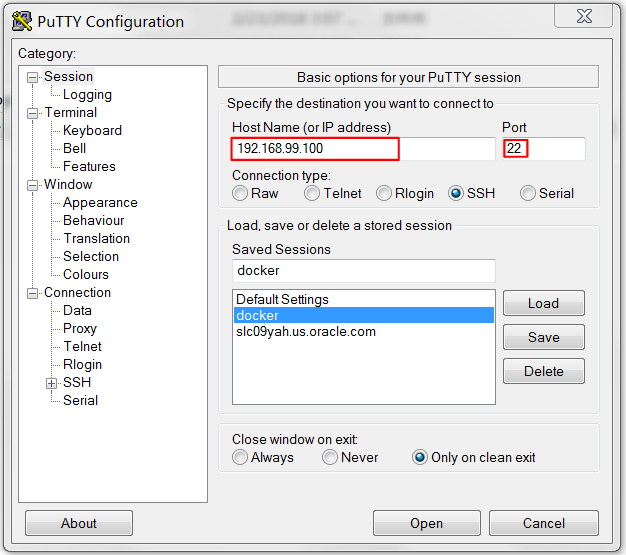 PuTTY Configuration
Category:
Session
Logging
Terminal
Keyboard
Bell
Features
Window
Appearance
Behaviour
Translation
Selection
Colours
Connection
Data
Proxy
Telnet
Rlogin
SSH
Serial
Basic options for your PuTTY session
Specify the destination you want to connect to
Host Name (or IP address) Port
192.168.99.100 22
Connection type:
Raw Telnet Rlogin SSH Serial
Load, save or delete a stored session
Saved Sessions
docker
Default Settings
docker
slc09yah.us.oracle.com
Load
Save
Delete
Close window on exit:
Always Never Only on clean exit
About Open Cancel